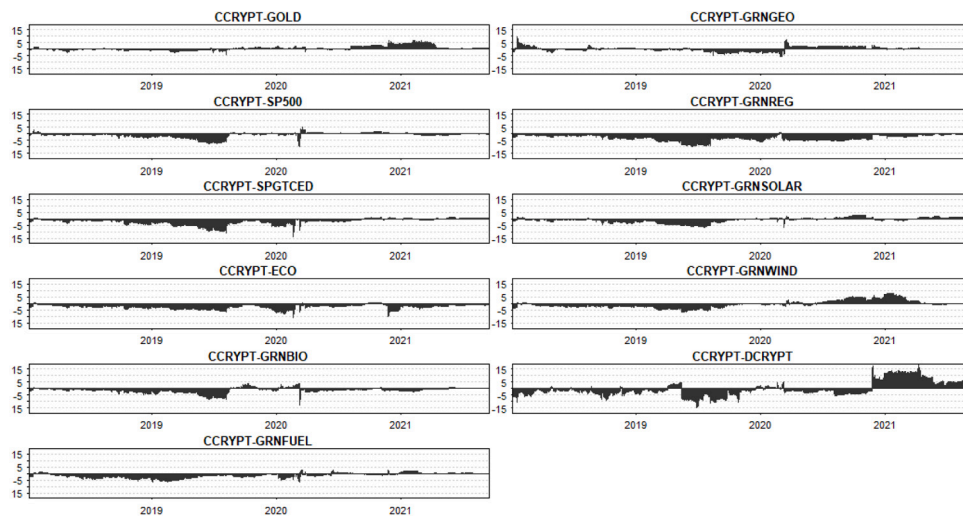 CCRYPT-GOLD
15
5
-5
15
2019 2020 2021
CCRYPT-GRNGEO
15
5
-5
15
2019 2020 2021
CCRYPT-SP500
15
5
-5
15
2019 2020 2021
CCRYPT-GRNREG
15
5
-5
-15
2019 2020 2021
CCRYPT-SPGTCED
15
5
-5
15
2019 2020 2021
CCRYPT-GRNSOLAR
15
5
-5
15
2019 2020 2021
CCRYPT-ECO
15
5
-5
15
2019 2020 2021
CCRYPT-GRNWIND
15
5
-5
15
2019 2020 2021
CCRYPT-GRNBIO
15
5
-5
15
2019 2020 2021
CCRYPT-DCRYPT
15
5
-5
-15
2019 2020 2021
CCRYPT-GRNFUEL
15
5
-5
15
2019 2020 2021